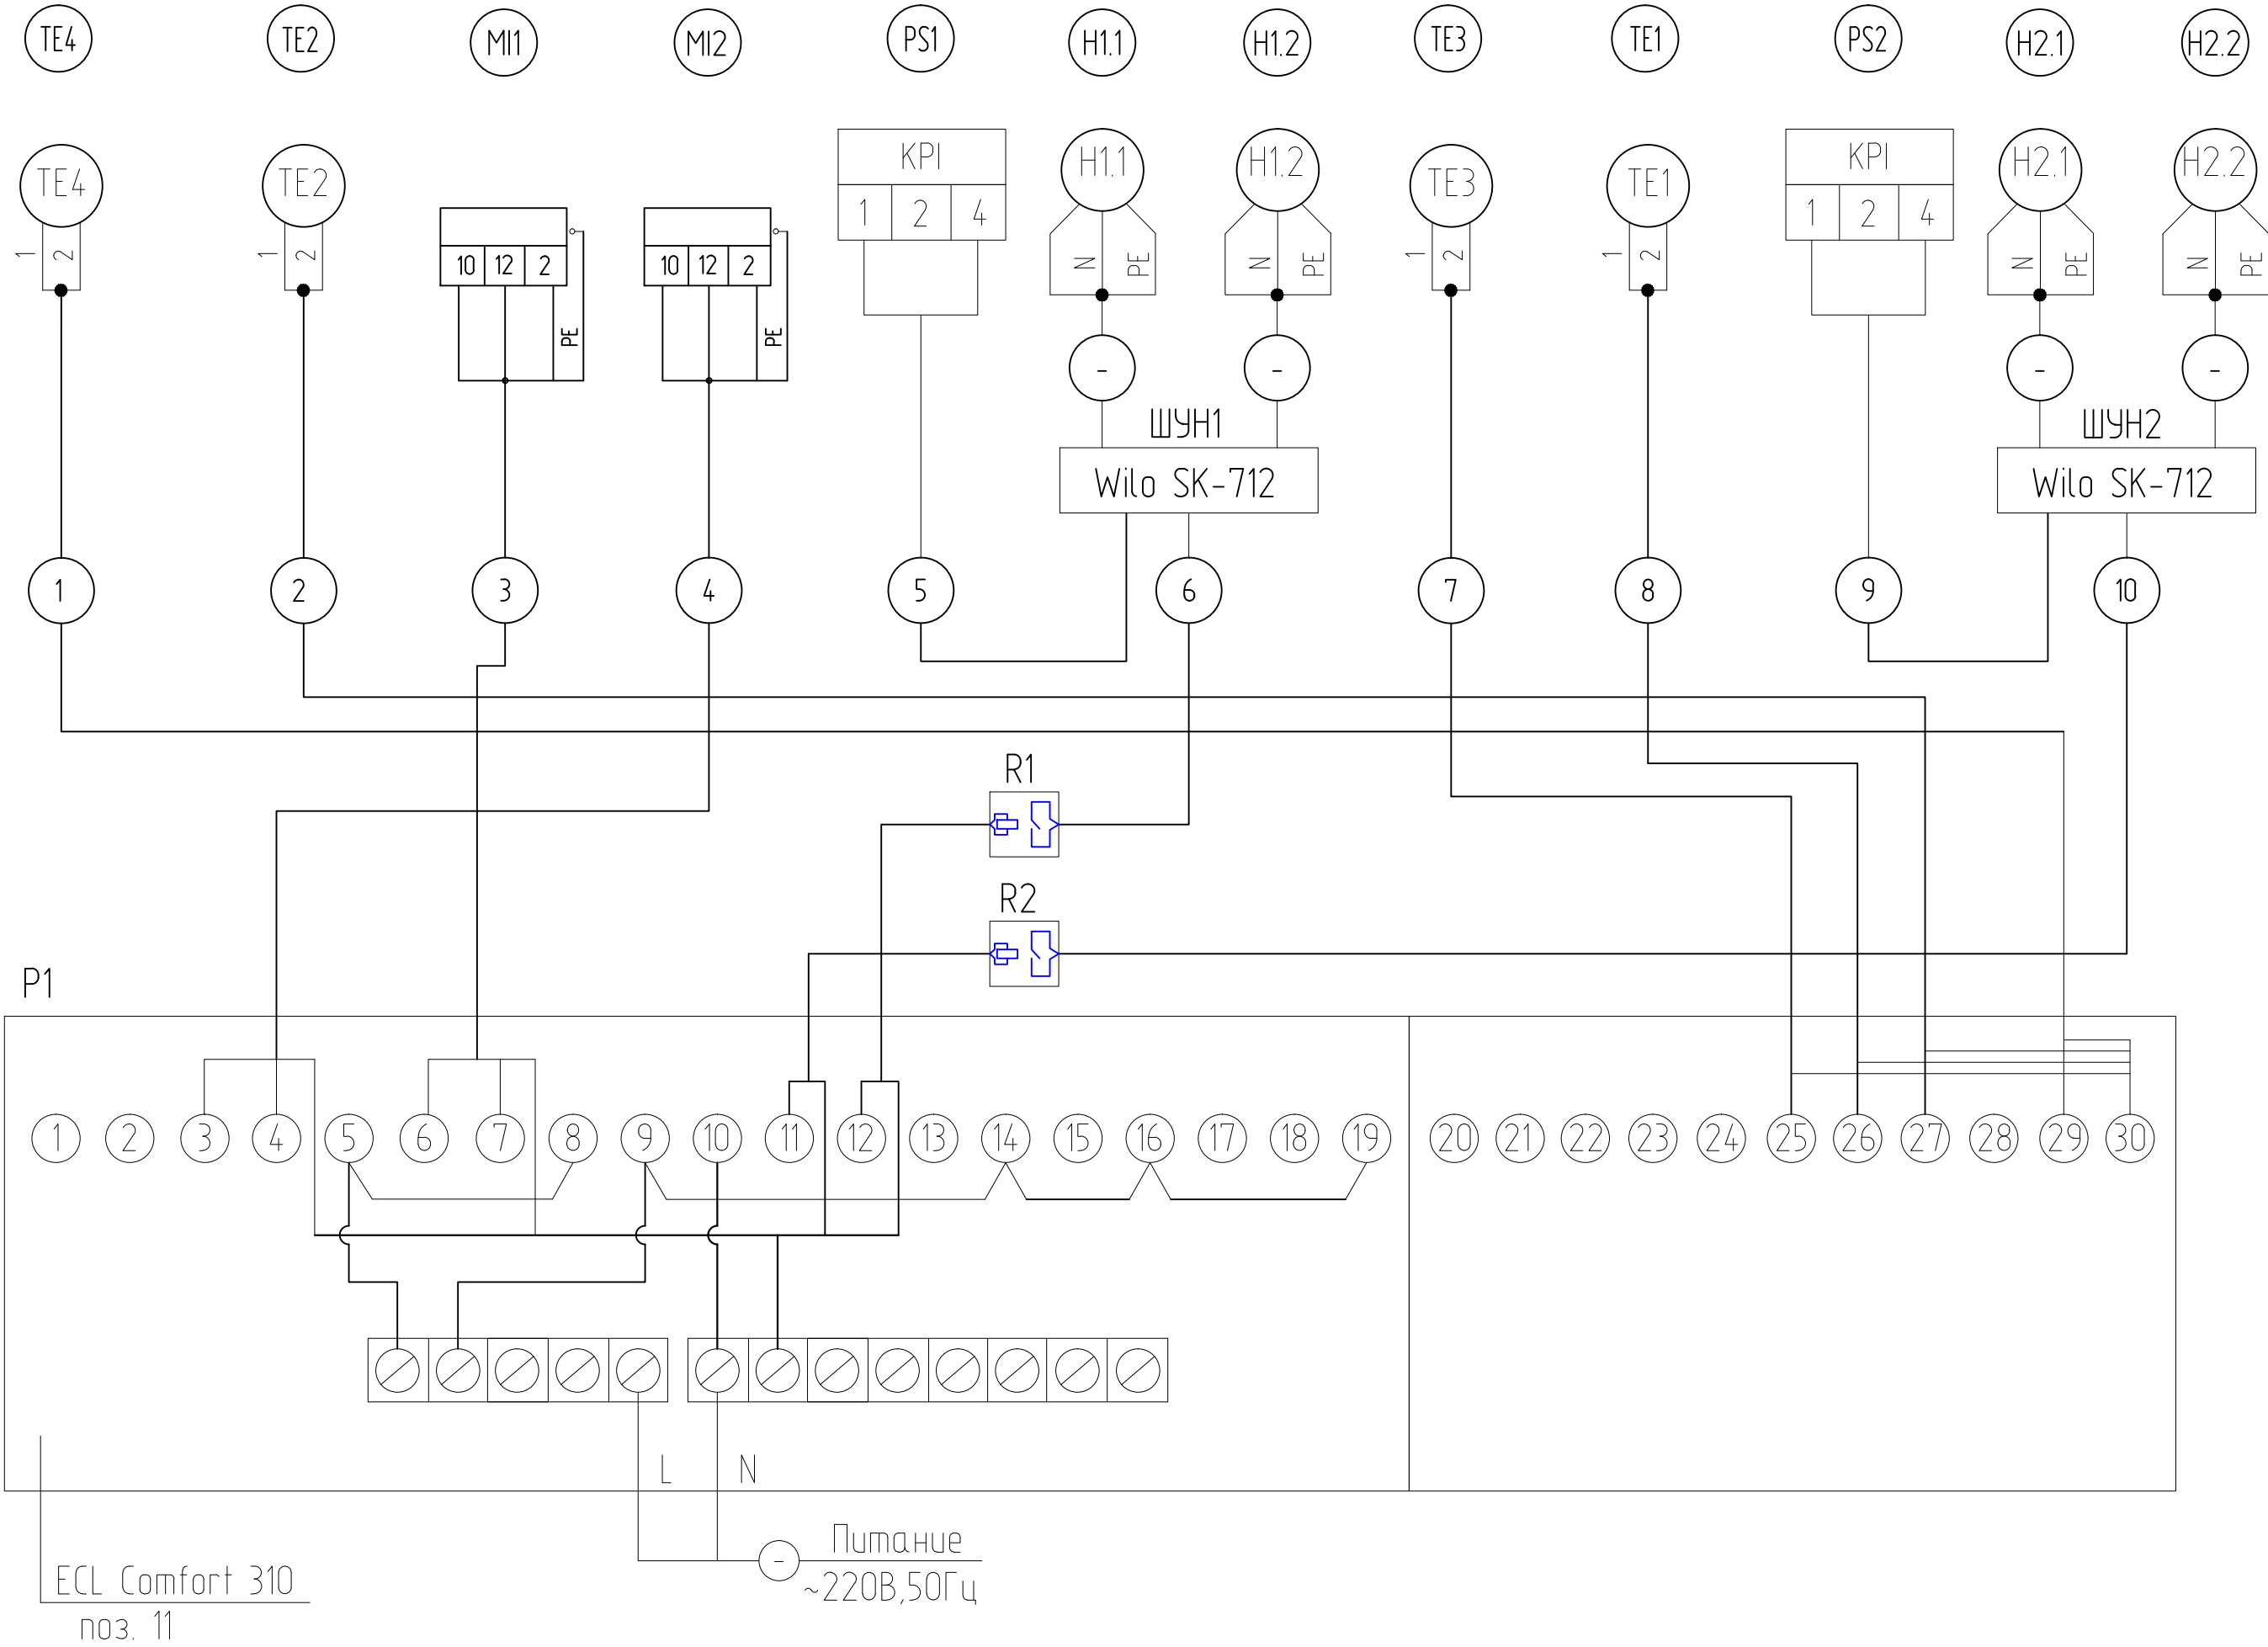 TE4 TE2 MI1 MI2 PS1 H1.1 H1.2 TE3 TE1 PS2 H2.1 H2.2
TE4 TE2 KPI H1.1 H1.2 TE3 TE1 KPI H2.1 H2.2
1 2 4 1 2 4
1 2 1 2 10 12 2 10 12 2 N PE N PE 1 2 1 2 N PE N PE
PE PE
- - - -
ШУН1 ШУН2
Wilo SK-712 Wilo SK-712
1 2 3 4 5 6 7 8 9 10
R1
R2
P1
1 2 3 4 5 6 7 8 9 10 11 12 13 14 15 16 17 18 19 20 21 22 23 24 25 26 27 28 29 30
L N
- Питание
~220В,50Гц
ECL Comfort 310
поз. 11